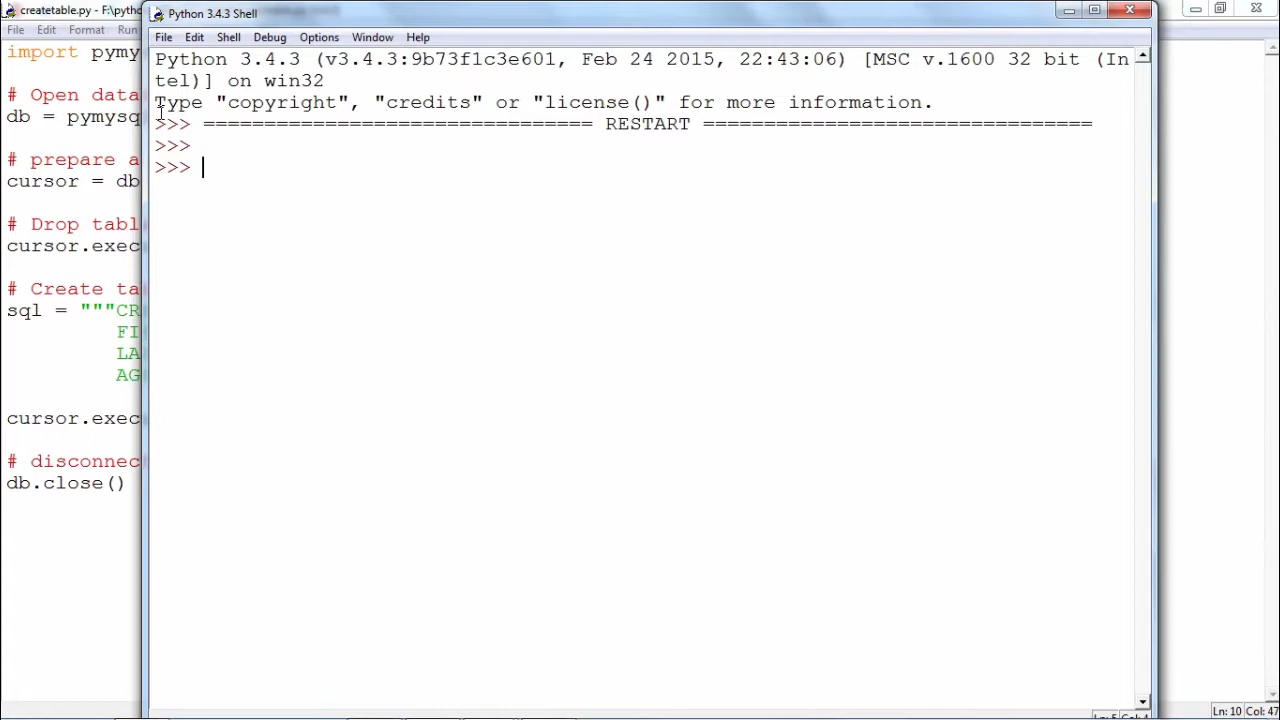 createtable.py - F:\pytho
File Edit Format Run
import pymy
# Open data
db = pymysq
# prepare a
cursor = db
# Drop tabl
cursor.exec
# Create ta
sql = """CR
FI
LA
AG
cursor.exec
# disconnec
db.close()
Python 3.4.3 Shell
File Edit Shell Debug Options Window Help
Python 3.4.3 (v3.4.3:9b73f1c3e601, Feb 24 2015, 22:43:06) [MSC v.1600 32 bit (In
tel)] on win32
Type "copyright", "credits" or "license()" for more information.
>>> ================================ RESTART ================================
>>>
>>>
Ln: 10 Col: 47